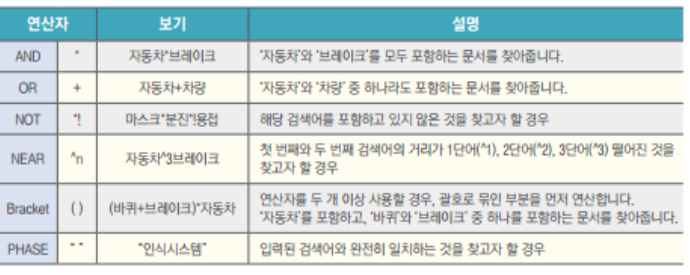 연산자 보기 설명
AND * 자동차*브레이크 '자동차'와 '브레이크'를 모두 포함하는 문서를 찾아줍니다.
OR + 자동차+차량 '자동차'와 '차량' 중 하나라도 포함하는 문서를 찾아줍니다.
NOT *! 마스크*분진*!용접 해당 검색어를 포함하고 있지 않은 것을 찾고자 할 경우
NEAR ^n 자동차^3브레이크 첫 번째와 두 번째 검색어의 거리가 1단어(^1), 2단어(^2), 3단어(^3) 떨어진 것을
찾고자 할 경우
Bracket ( ) (바퀴+브레이크)*자동차 연산자를 두 개 이상 사용할 경우, 괄호로 묶인 부분을 먼저 연산합니다.
'자동차'를 포함하고, '바퀴'와 '브레이크' 중 하나를 포함하는 문서를 찾아줍니다.
PHASE " " "인식시스템" 입력된 검색어와 완전히 일치하는 것을 찾고자 할 경우